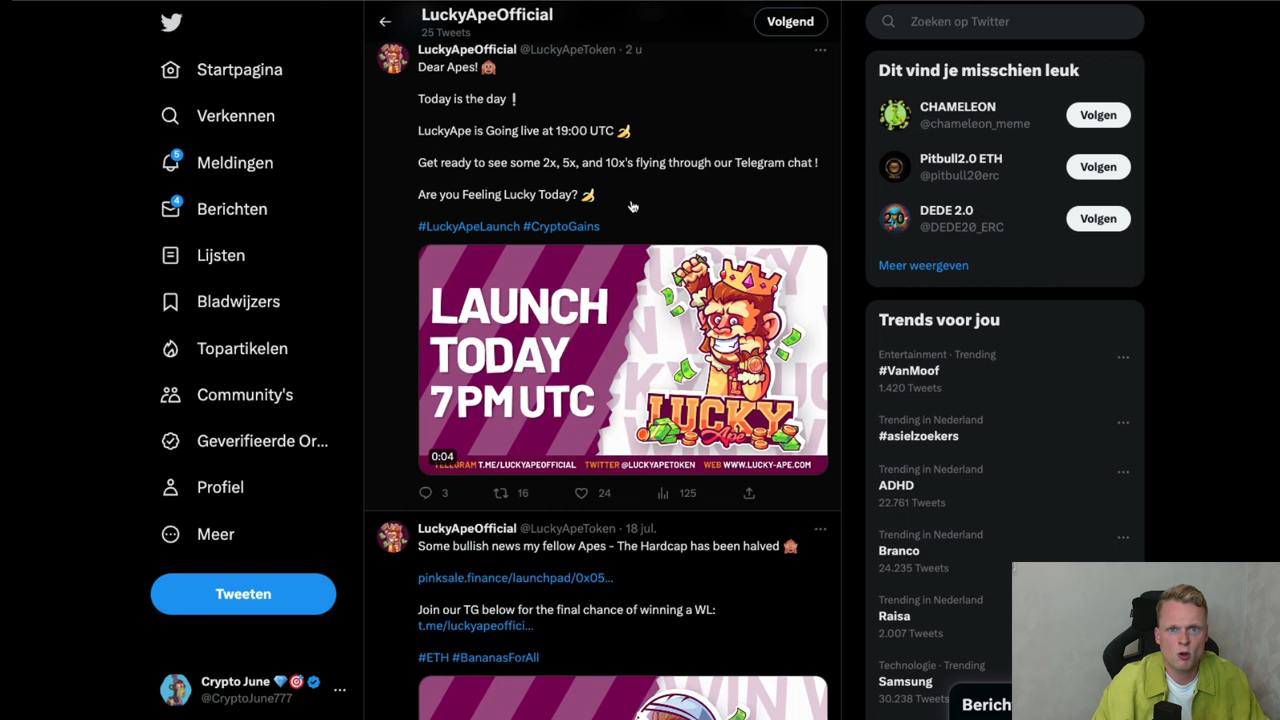 LuckyApeOfficial
25 Tweets
Volgend
Zoeken op Twitter
Startpagina
Verkennen
5
Meldingen
4
Berichten
Lijsten
Bladwijzers
Topartikelen
Community's
Geverifieerde Or...
Profiel
Meer
Tweeten
Crypto June
@CryptoJune777
LuckyApeOfficial @LuckyApeToken · 2 u
Dear Apes!
Today is the day❗
LuckyApe is Going live at 19:00 UTC
Get ready to see some 2x, 5x, and 10x's flying through our Telegram chat !
Are you Feeling Lucky Today?
#LuckyApeLaunch #CryptoGains
LAUNCH
TODAY
7 PM UTC
LUCKY
Ape
0:04
TELEGRAM T.ME/LUCKYAPEOFFICIAL TWITTER @LUCKYAPETOKEN WEB WWW.LUCKY-APE.COM
3 16 24 125
LuckyApeOfficial @LuckyApeToken · 18 jul.
Some bullish news my fellow Apes - The Hardcap has been halved
pinksale.finance/launchpad/0x05...
Join our TG below for the final chance of winning a WL:
t.me/luckyapeoffici...
#ETH #BananasForAll
Dit vind je misschien leuk
CHAMELEON
@chameleon_meme
Volgen
Pitbull2.0 ETH
@pitbull20erc
Volgen
DEDE 2.0
@DEDE20_ERC
Volgen
Meer weergeven
Trends voor jou
Entertainment · Trending
#VanMoof
1.420 Tweets
Trending in Nederland
#asielzoekers
Trending in Nederland
ADHD
22.761 Tweets
Trending in Nederland
Branco
24.235 Tweets
Trending in Nederland
Raisa
2.007 Tweets
Technologie · Trending
Samsung
30.238 Tweets
Berich